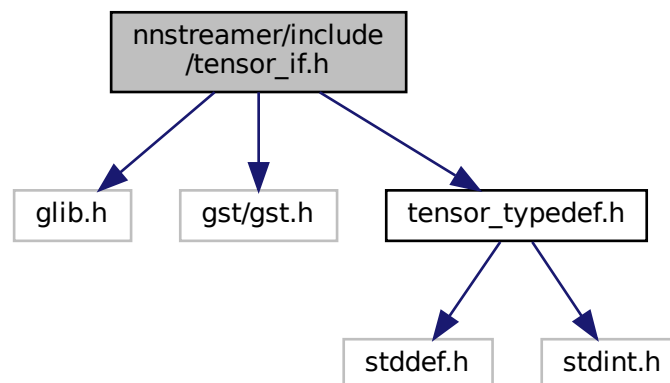 nnstreamer/include
/tensor_if.h
glib.h
gst/gst.h
tensor_typedef.h
stddef.h
stdint.h